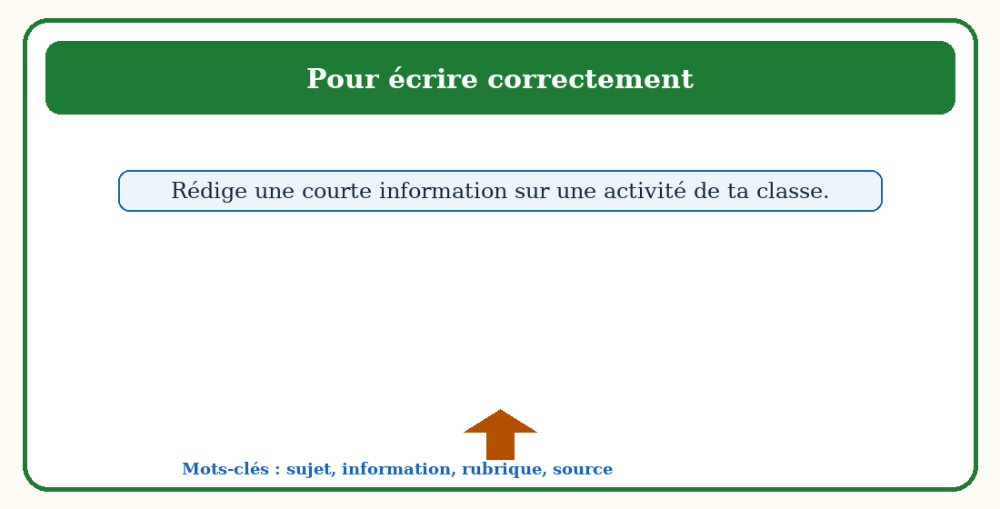 Pour écrire correctement
Rédige une courte information sur une activité de ta classe.
Mots-clés : sujet, information, rubrique, source